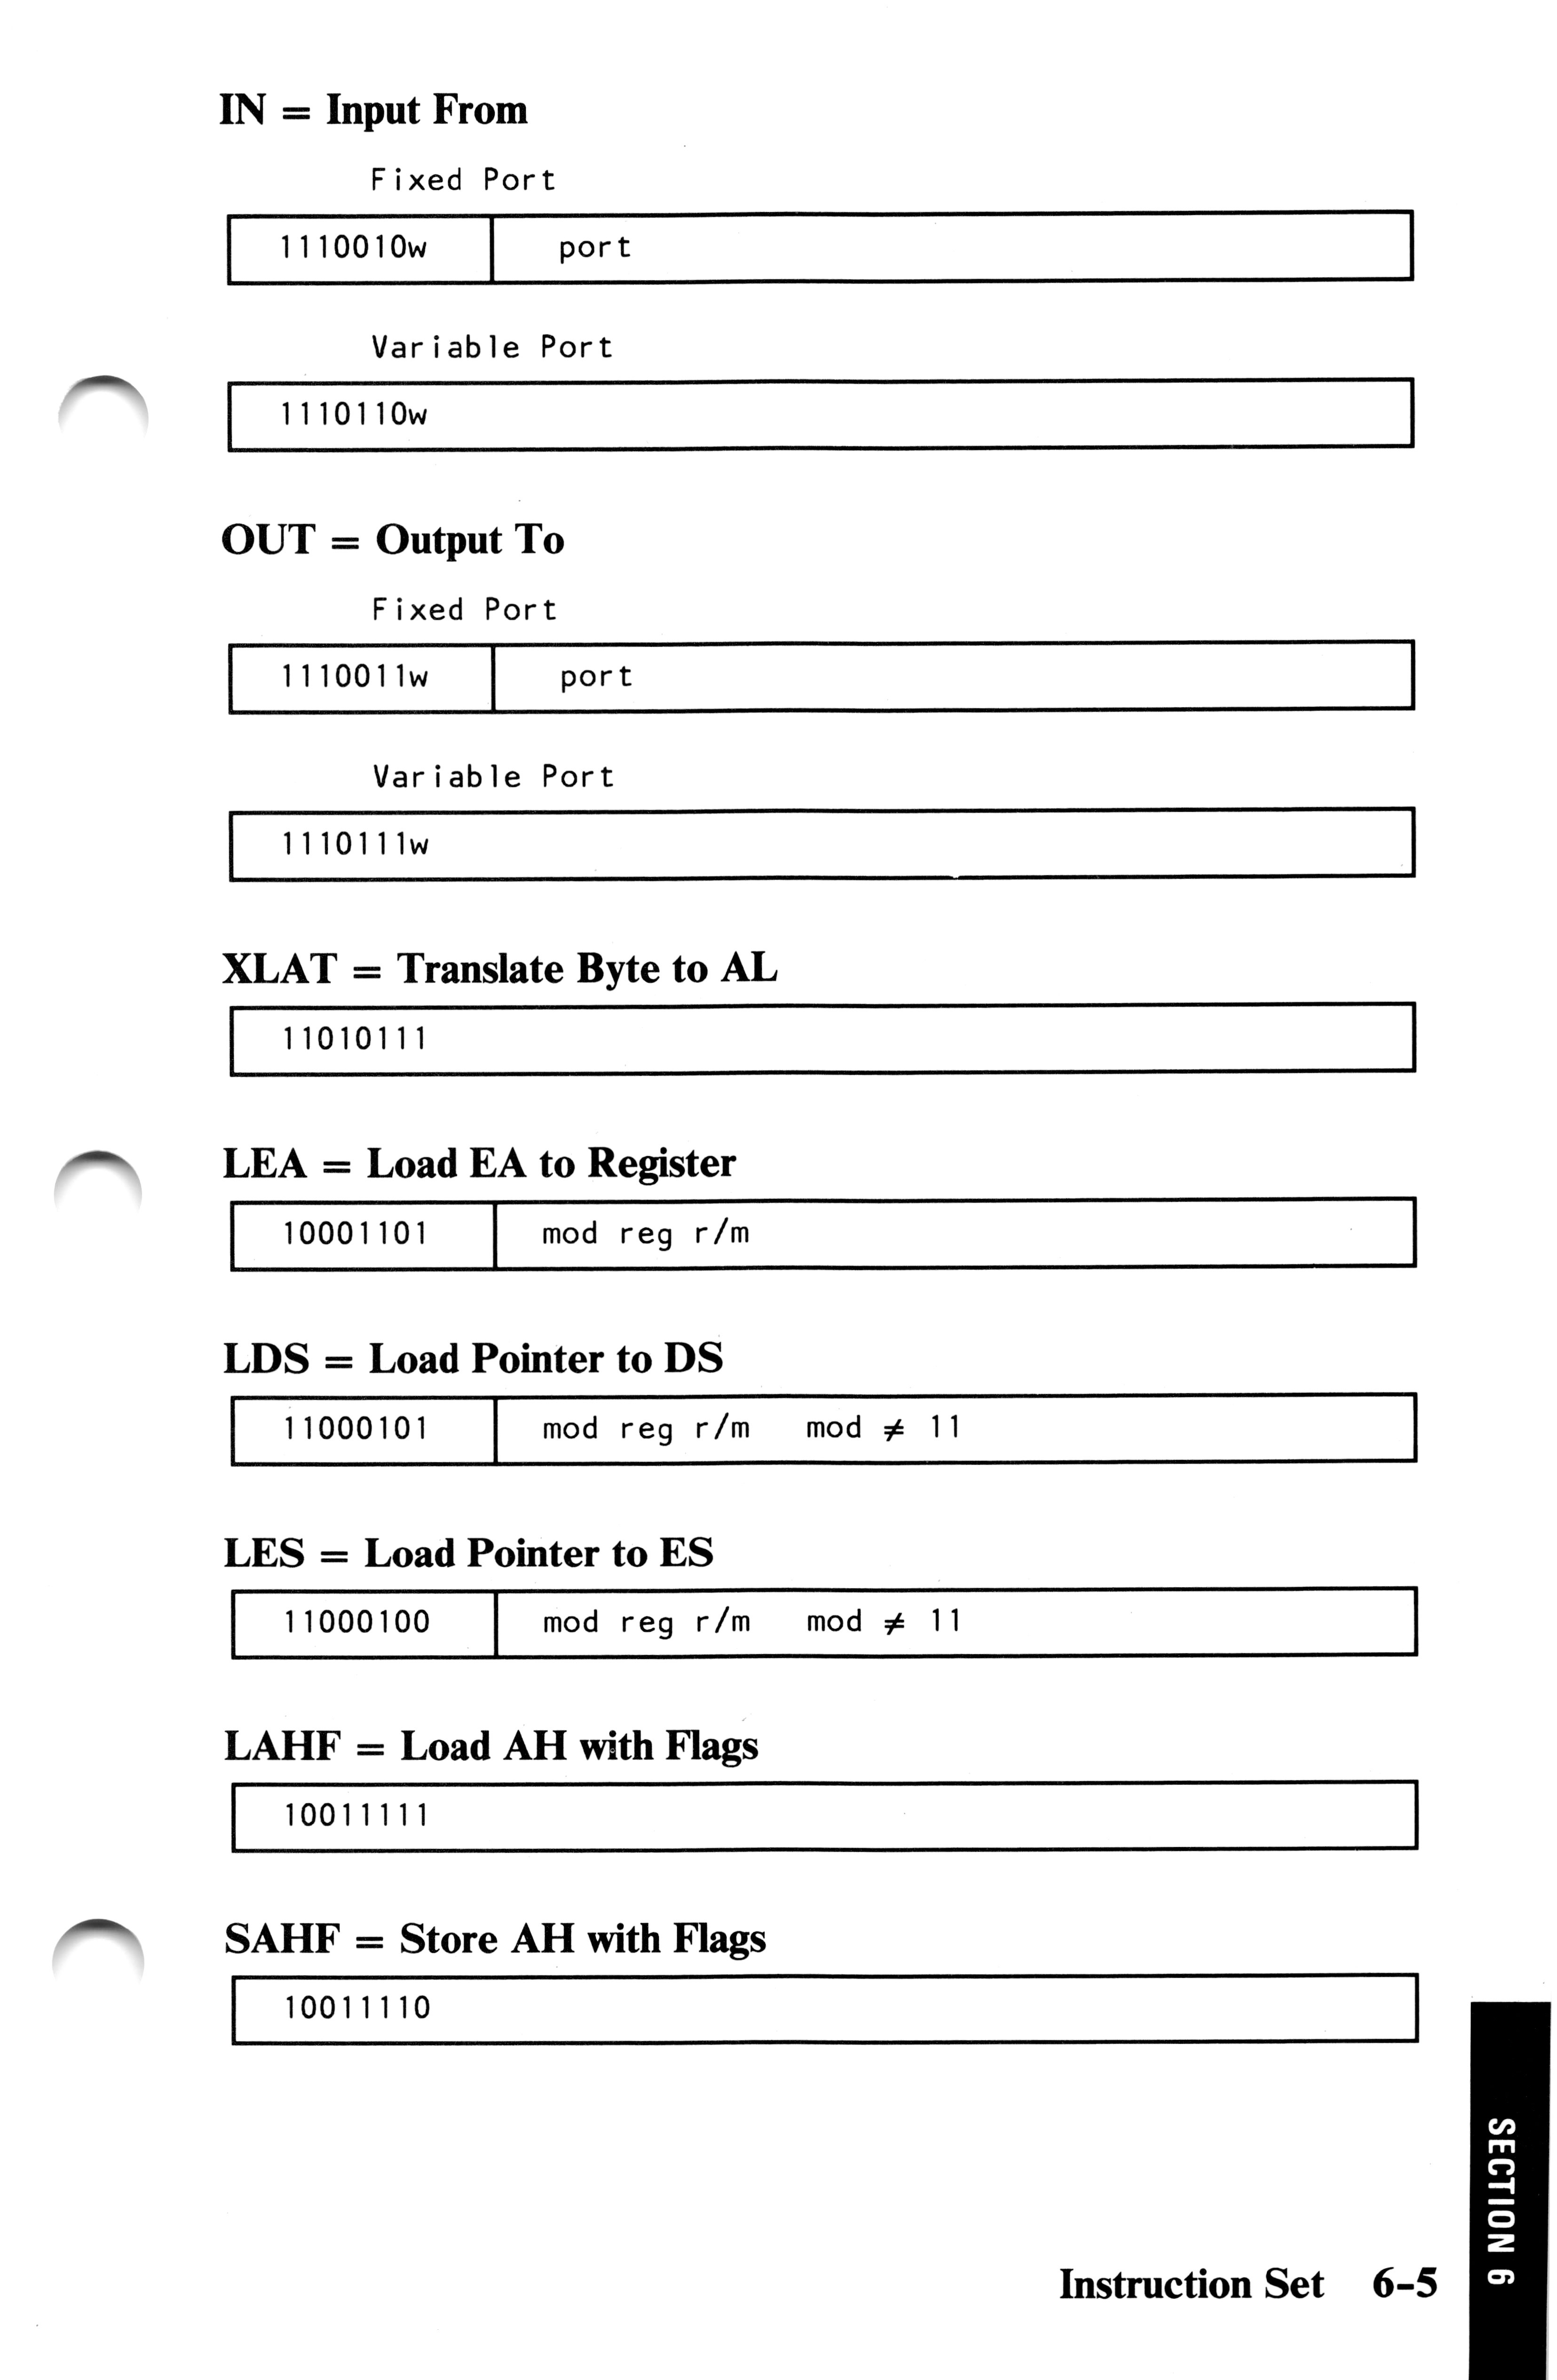 IN = Input From
Fixed Port
1110010w port
Variable Port
1110110w
OUT = Output To
Fixed Port
1110011w port
Variable Port
1110111w
XLAT = Translate Byte to AL
11010111
LEA = Load EA to Register
10001101 mod reg r/m
LDS = Load Pointer to DS
11000101 mod reg r/m mod ≠ 11
LES = Load Pointer to ES
11000100 mod reg r/m mod ≠ 11
LAHF = Load AH with Flags
10011111
SAHF = Store AH with Flags
10011110
SECTION 6
Instruction Set 6-5